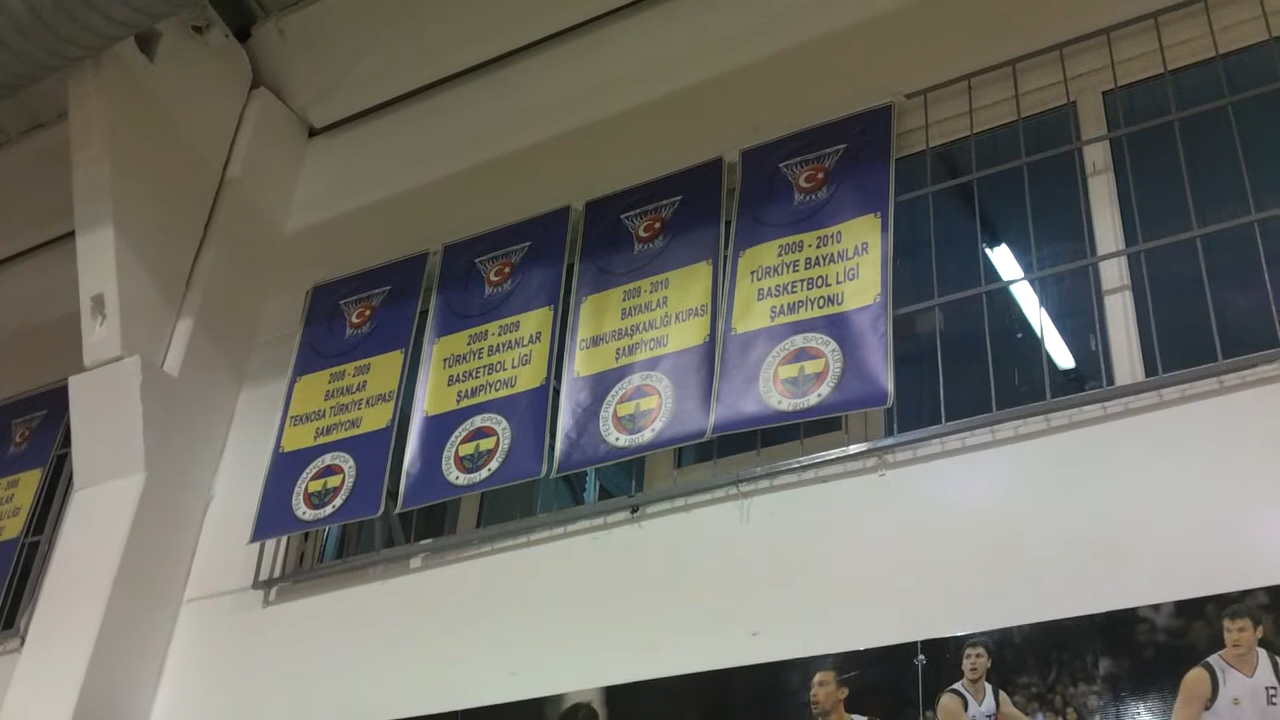 2008 - 2009
BAYANLAR
TEKNOSA TÜRKİYE KUPASI
ŞAMPİYONU
FENERBAHÇE SPOR KULÜBÜ
1907
2008 - 2009
TÜRKİYE BAYANLAR
BASKETBOL LİGİ
ŞAMPİYONU
FENERBAHÇE SPOR KULÜBÜ
1907
2009 - 2010
BAYANLAR
CUMHURBAŞKANLIĞI KUPASI
ŞAMPİYONU
FENERBAHÇE SPOR KULÜBÜ
1907
2009 - 2010
TÜRKİYE BAYANLAR
BASKETBOL LİGİ
ŞAMPİYONU
FENERBAHÇE SPOR KULÜBÜ
1907
12